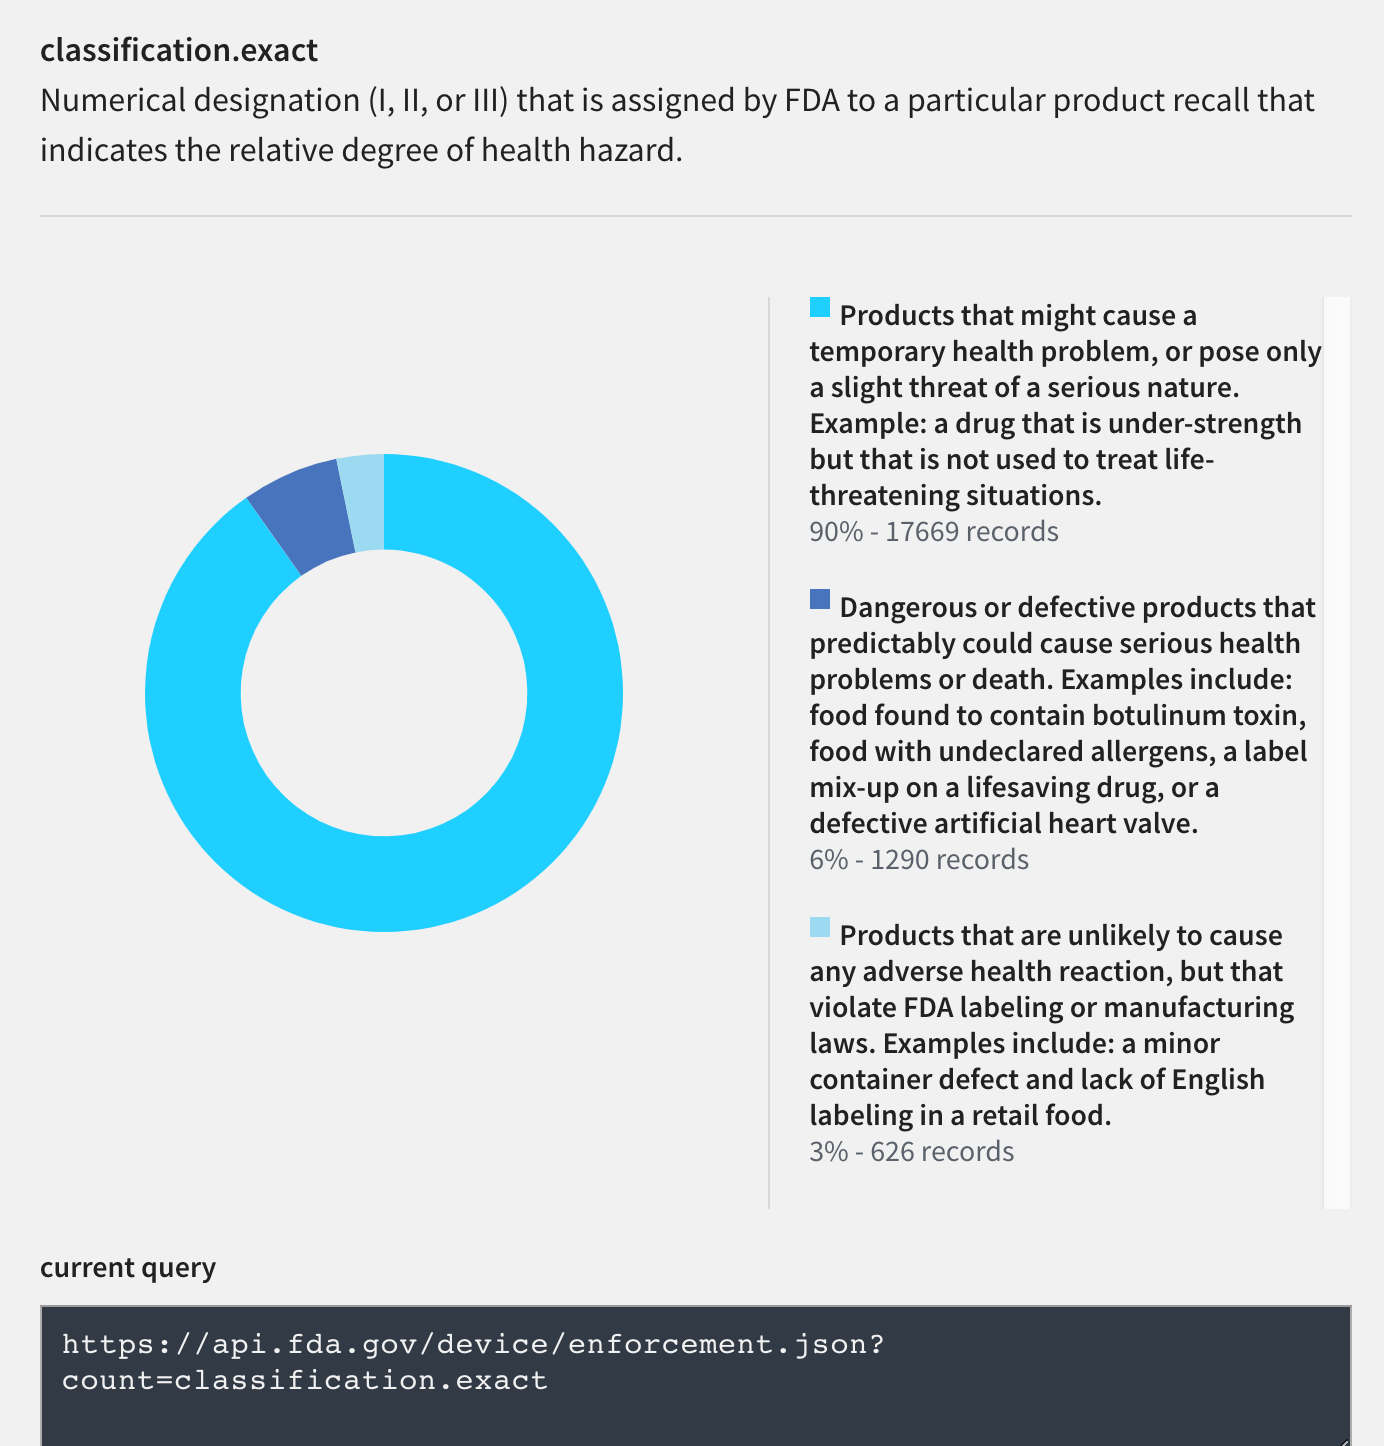 classification.exact
Numerical designation (I, II, or III) that is assigned by FDA to a particular product recall that
indicates the relative degree of health hazard.
Products that might cause a
temporary health problem, or pose only
a slight threat of a serious nature.
Example: a drug that is under-strength
but that is not used to treat life-
threatening situations.
90% - 17669 records
Dangerous or defective products that
predictably could cause serious health
problems or death. Examples include:
food found to contain botulinum toxin,
food with undeclared allergens, a label
mix-up on a lifesaving drug, or a
defective artificial heart valve.
6% - 1290 records
Products that are unlikely to cause
any adverse health reaction, but that
violate FDA labeling or manufacturing
laws. Examples include: a minor
container defect and lack of English
labeling in a retail food.
3% - 626 records
current query
https://api.fda.gov/device/enforcement.json?
count=classification.exact